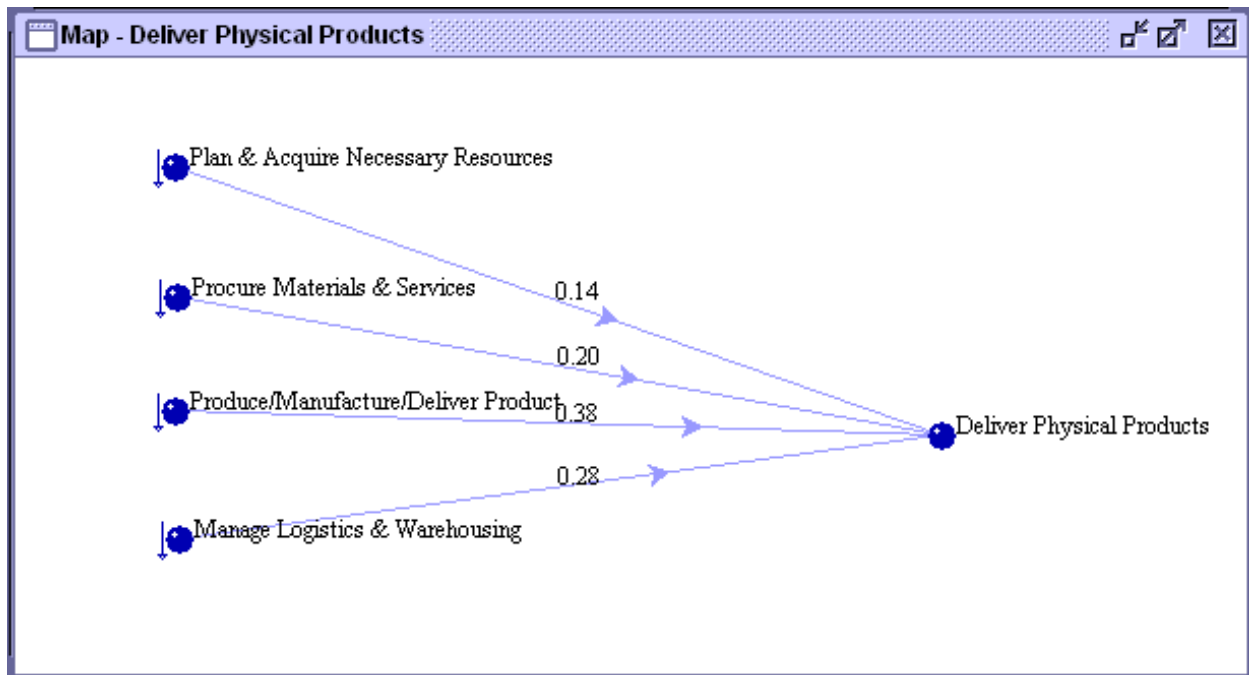 Map - Deliver Physical Products
Plan & Acquire Necessary Resources
Procure Materials & Services
0.14
0.20
Produce/Manufacture/Deliver Product
0.38
Deliver Physical Products
0.28
Manage Logistics & Warehousing